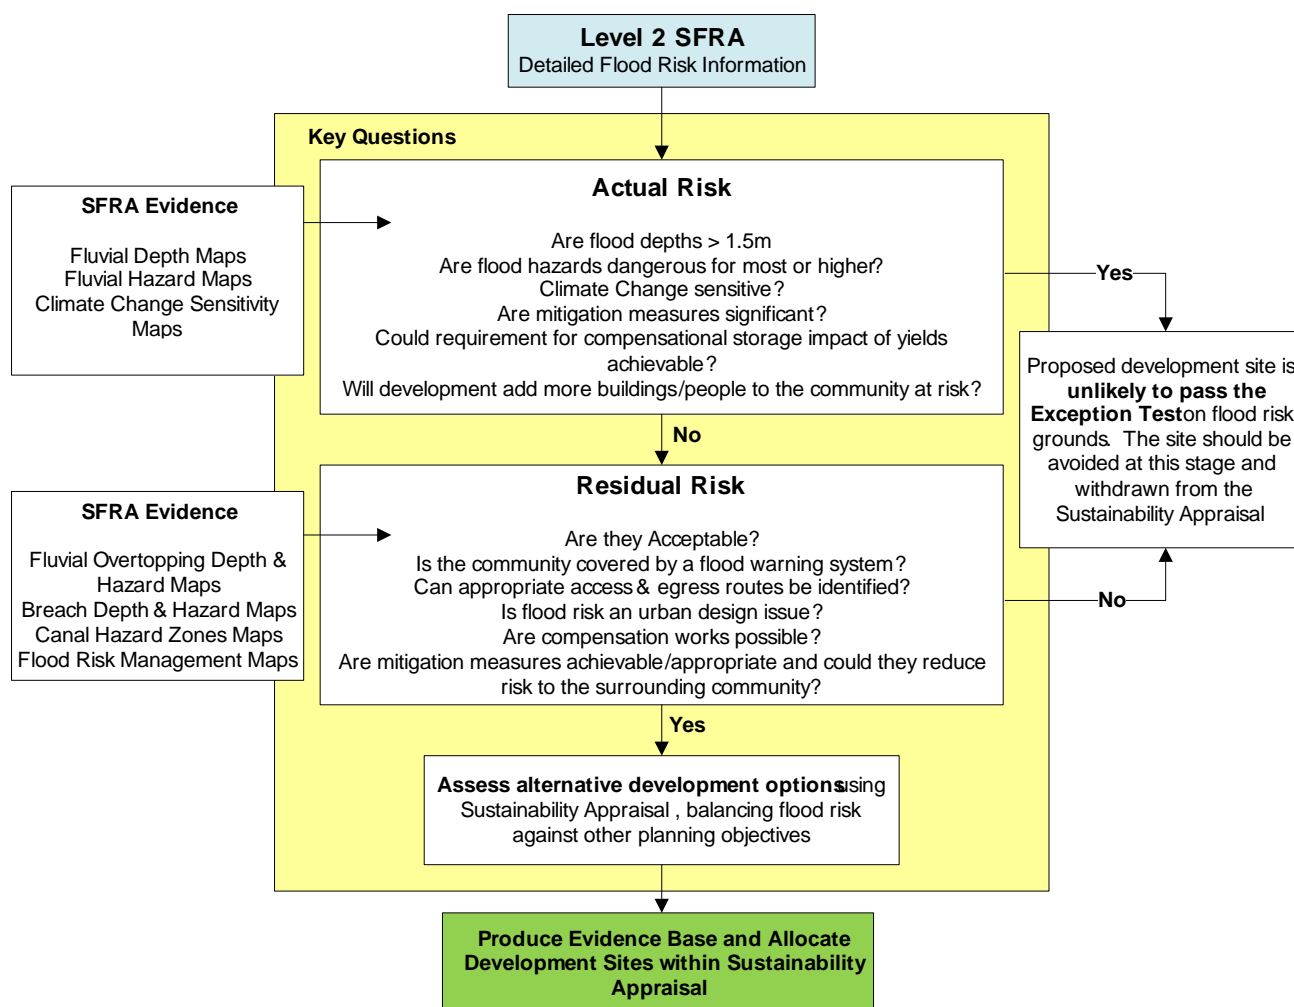 Level 2 SFRA
Detailed Flood Risk Information
Key Questions
Actual Risk
Are flood depths > 1.5m
Are flood hazards dangerous for most or higher?
Climate Change sensitive?
Are mitigation measures significant?
Could requirement for compensational storage impact of yields
achievable?
Will development add more buildings/people to the community at risk?
SFRA Evidence
Fluvial Depth Maps
Fluvial Hazard Maps
Climate Change Sensitivity
Maps
Yes
Proposed development site is
unlikely to pass the
Exception Test on flood risk
grounds. The site should be
avoided at this stage and
withdrawn from the
Sustainability Appraisal
No
Residual Risk
Are they Acceptable?
Is the community covered by a flood warning system?
Can appropriate access & egress routes be identified?
Is flood risk an urban design issue?
Are compensation works possible?
Are mitigation measures achievable/appropriate and could they reduce
risk to the surrounding community?
SFRA Evidence
Fluvial Overtopping Depth &
Hazard Maps
Breach Depth & Hazard Maps
Canal Hazard Zones Maps
Flood Risk Management Maps
No
Yes
Assess alternative development options using
Sustainability Appraisal , balancing flood risk
against other planning objectives
Produce Evidence Base and Allocate
Development Sites within Sustainability
Appraisal